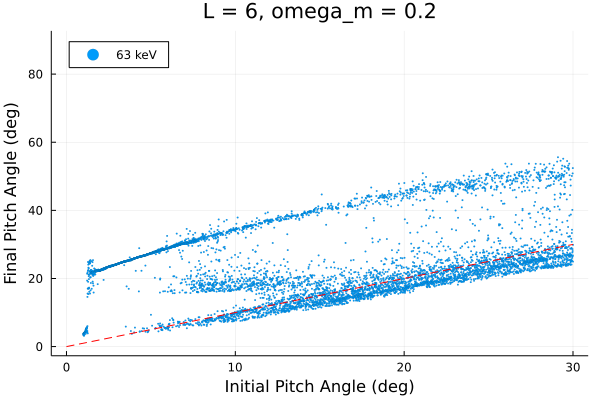 L = 6, omega_m = 0.2
63 keV
Final Pitch Angle (deg)
80
60
40
20
0
0 10 20 30
Initial Pitch Angle (deg)